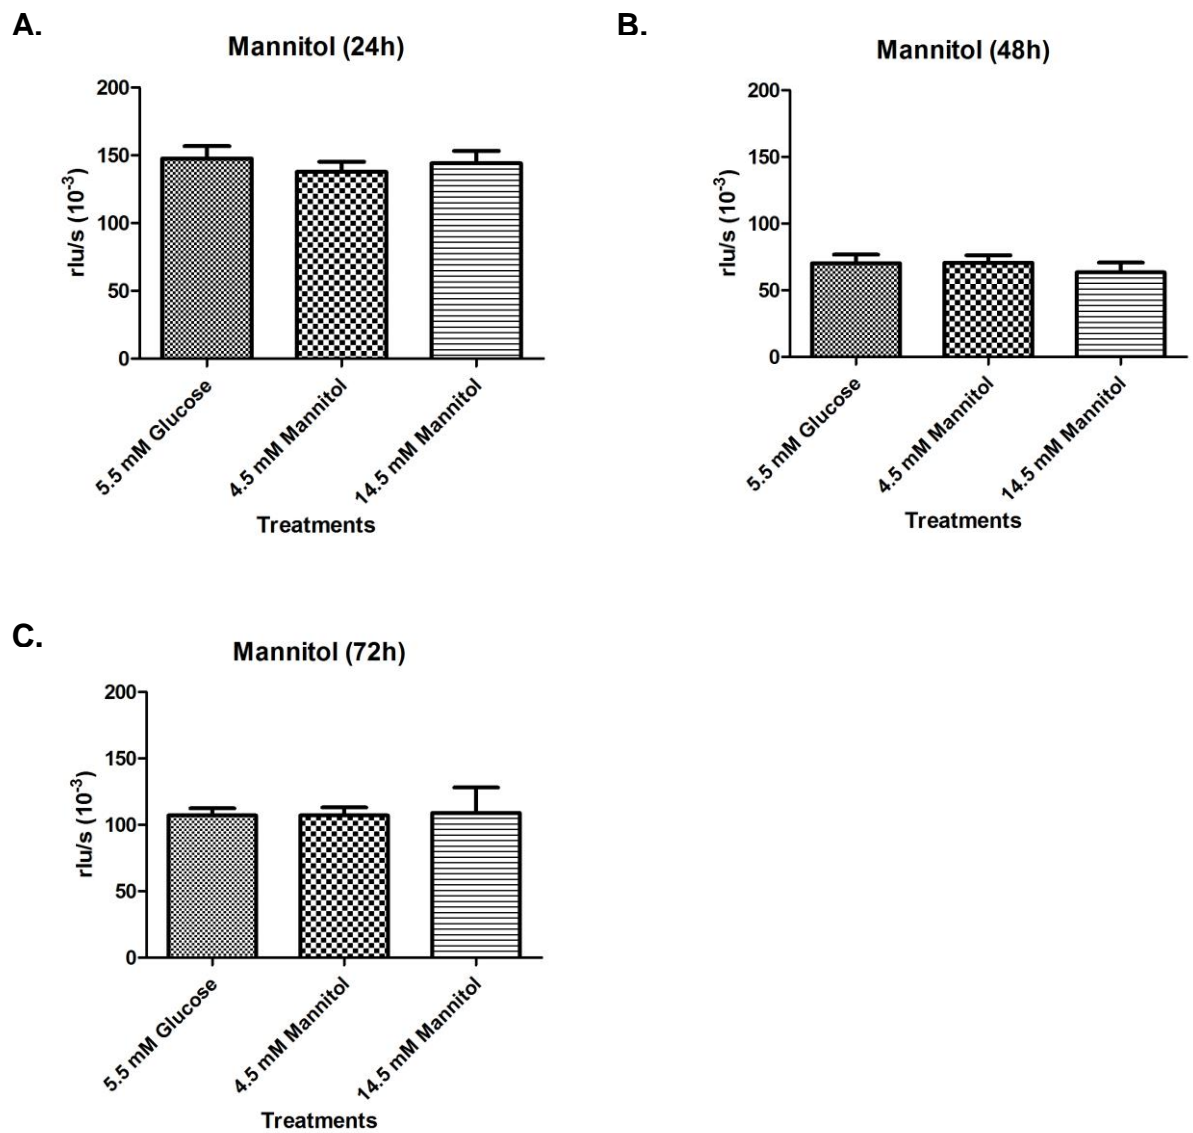 A.
Mannitol (24h)
200
150
100
50
0
rlu/s (10-3)
5.5 mM Glucose
4.5 mM Mannitol
14.5 mM Mannitol
Treatments
B.
Mannitol (48h)
200
150
100
50
0
rlu/s (10-3)
5.5 mM Glucose
4.5 mM Mannitol
14.5 mM Mannitol
Treatments
C.
Mannitol (72h)
200
150
100
50
0
rlu/s (10-3)
5.5 mM Glucose
4.5 mM Mannitol
14.5 mM Mannitol
Treatments